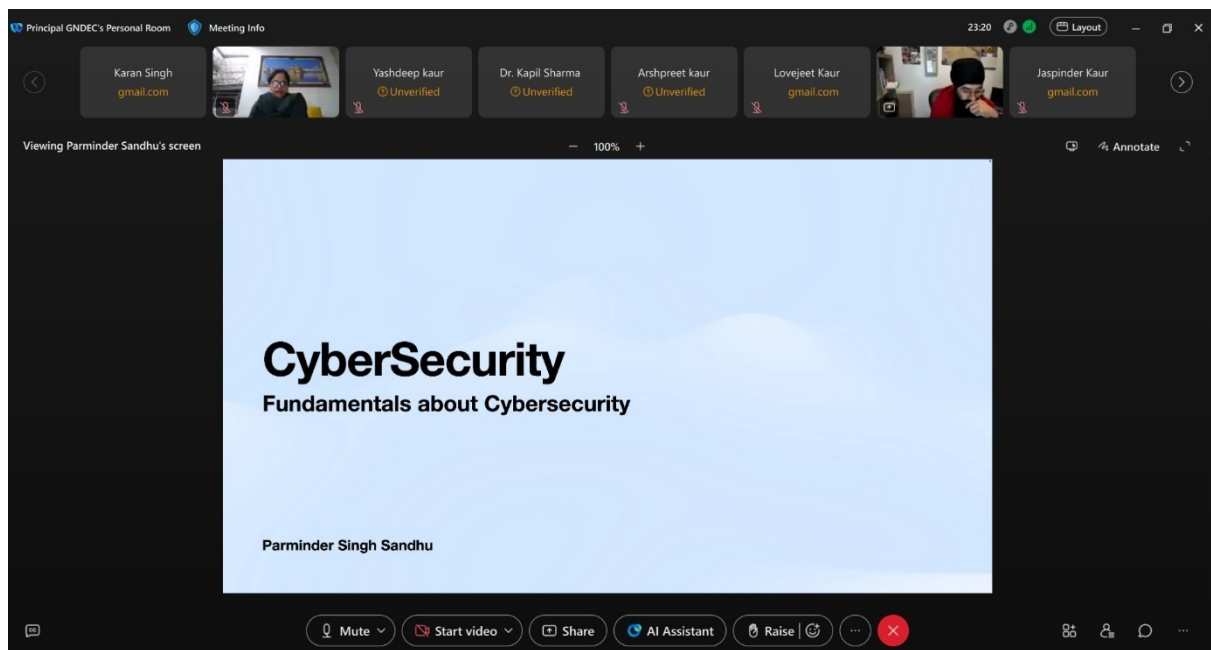 Principal GNDEC's Personal Room
Meeting Info
23:20
Layout
Karan Singh
gmail.com
Yashdeep kaur
Unverified
Dr. Kapil Sharma
Unverified
Arshpreet kaur
Unverified
Lovejeet Kaur
gmail.com
Jaspinder Kaur
gmail.com
Viewing Parminder Sandhu's screen
− 100% +
Annotate
CyberSecurity
Fundamentals about Cybersecurity
Parminder Singh Sandhu
Mute
Start video
Share
AI Assistant
Raise